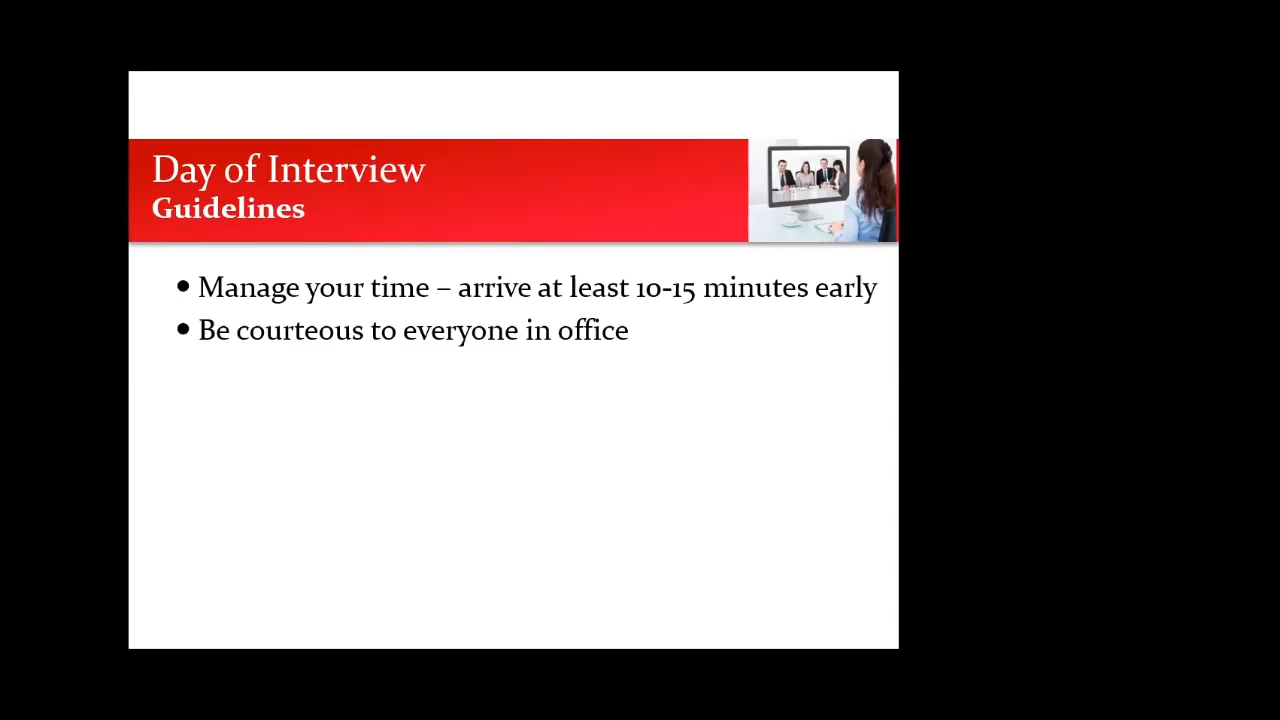 Day of Interview
Guidelines
• Manage your time – arrive at least 10-15 minutes early
• Be courteous to everyone in office